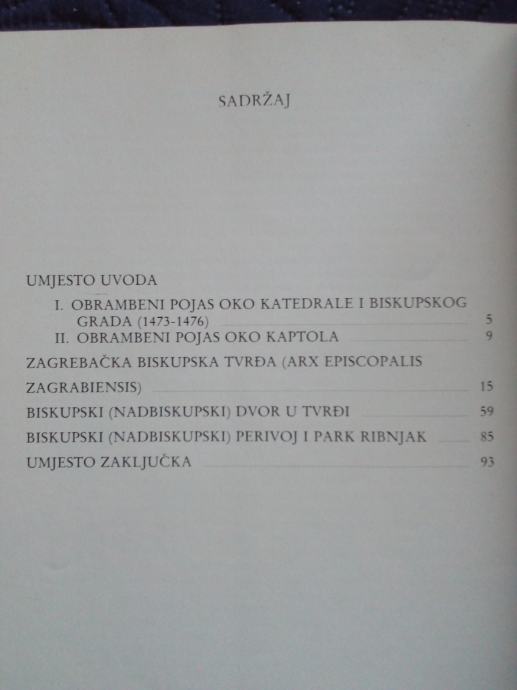 SADRŽAJ
UMJESTO UVODA
I. OBRAMBENI POJAS OKO KATEDRALE I BISKUPSKOG
GRADA (1473-1476) 5
II. OBRAMBENI POJAS OKO KAPTOLA 9
ZAGREBAČKA BISKUPSKA TVRĐA (ARX EPISCOPALIS
ZAGRABIENSIS) 15
BISKUPSKI (NADBISKUPSKI) DVOR U TVRĐI 59
BISKUPSKI (NADBISKUPSKI) PERIVOJ I PARK RIBNJAK 85
UMJESTO ZAKLJUČKA 93